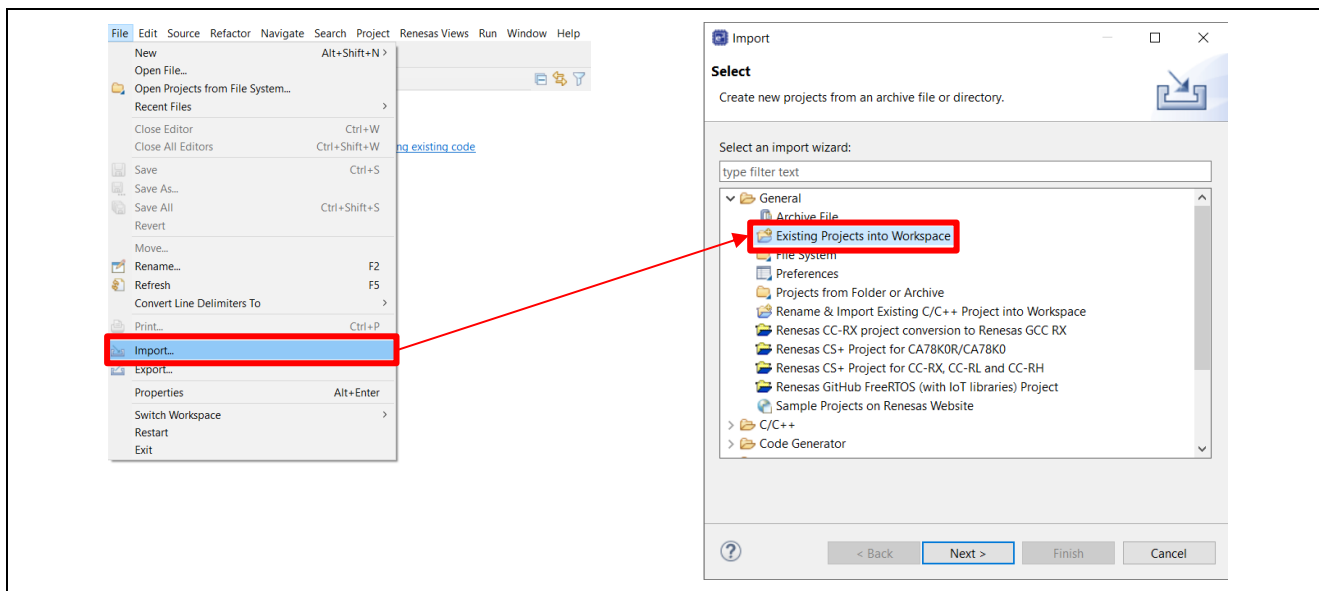 File Edit Source Refactor Navigate Search Project Renesas Views Run Window Help
New Alt+Shift+N >
Open File...
Open Projects from File System...
Recent Files >
Close Editor Ctrl+W
Close All Editors Ctrl+Shift+W
ng existing code
Save Ctrl+S
Save As...
Save All Ctrl+Shift+S
Revert
Move...
Rename... F2
Refresh F5
Convert Line Delimiters To >
Print... Ctrl+P
Import...
Export...
Properties Alt+Enter
Switch Workspace >
Restart
Exit
Import
Select
Create new projects from an archive file or directory.
Select an import wizard:
type filter text
General
Archive File
Existing Projects into Workspace
File System
Preferences
Projects from Folder or Archive
Rename & Import Existing C/C++ Project into Workspace
Renesas CC-RX project conversion to Renesas GCC RX
Renesas CS+ Project for CA78K0R/CA78K0
Renesas CS+ Project for CC-RX, CC-RL and CC-RH
Renesas GitHub FreeRTOS (with IoT libraries) Project
Sample Projects on Renesas Website
> C/C++
> Code Generator
? < Back Next > Finish Cancel